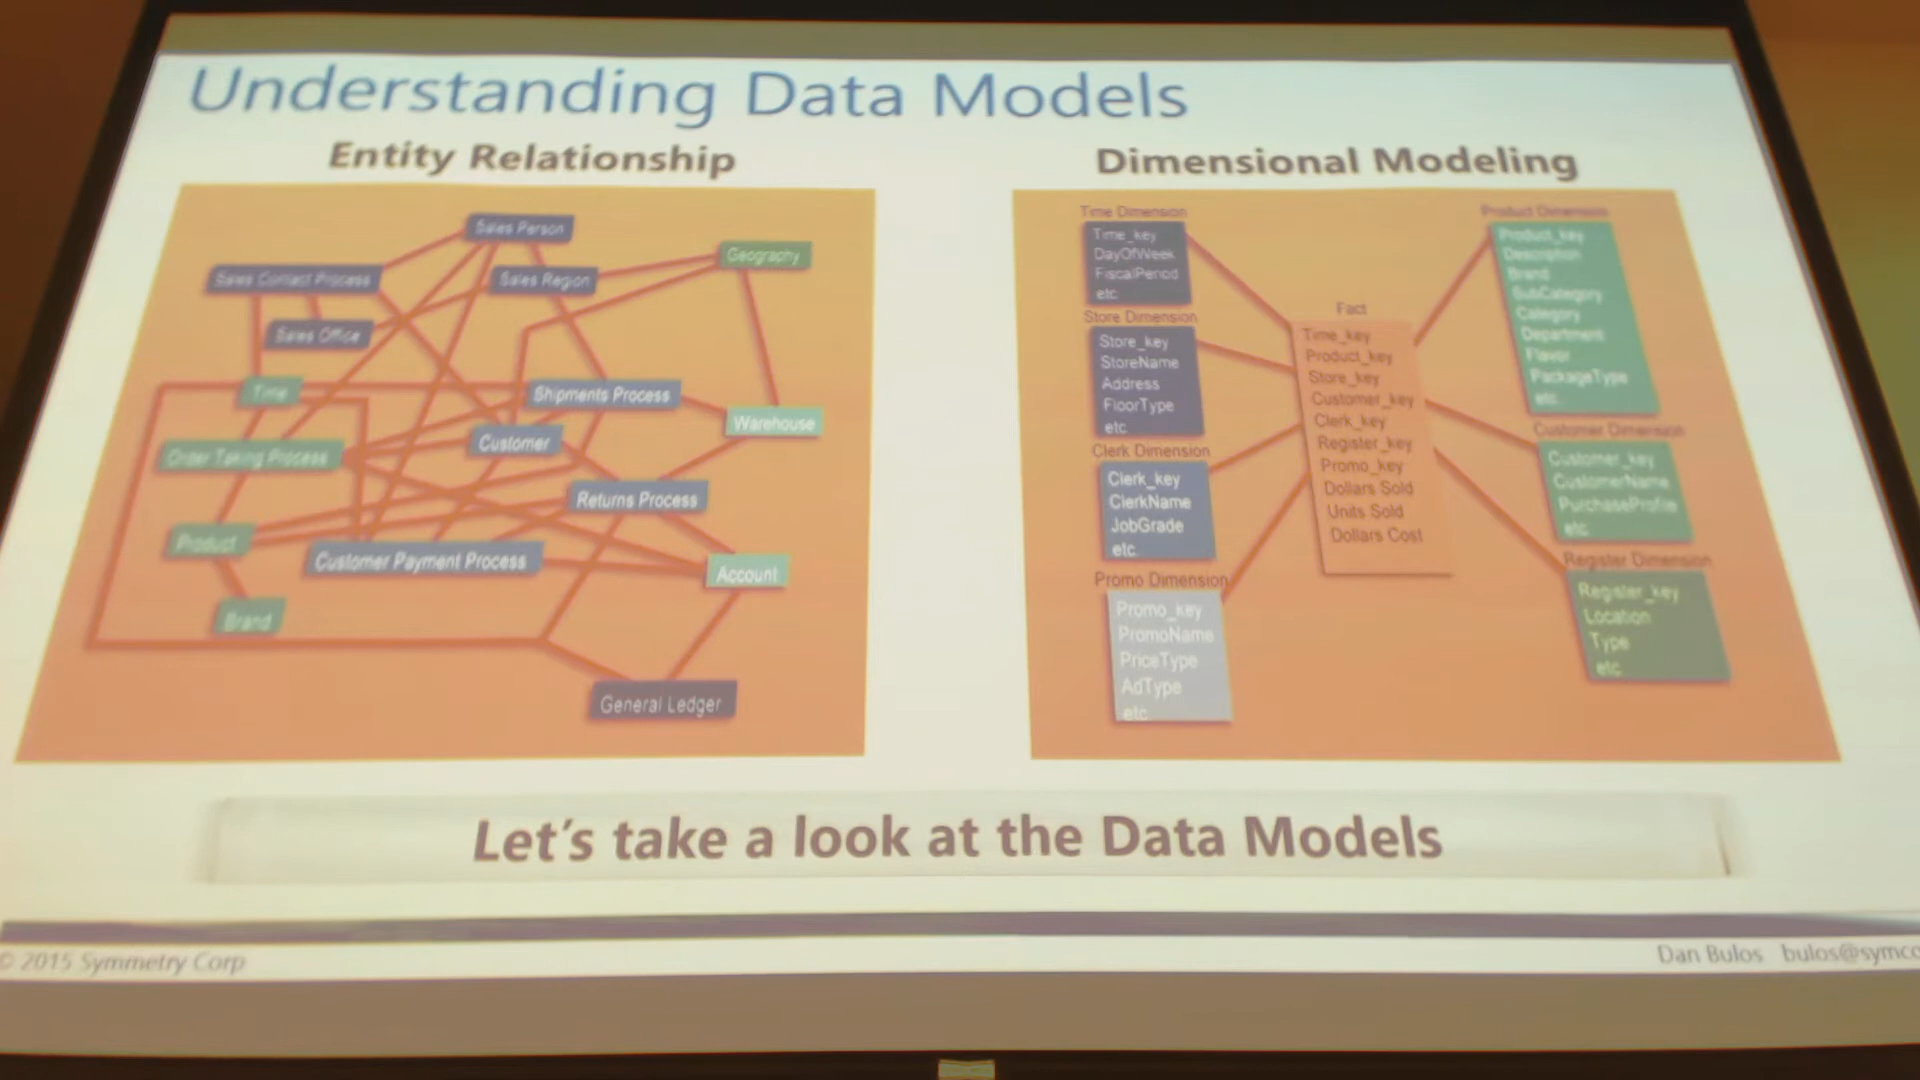 Understanding Data Models
Entity Relationship
Sales Person
Geography
Sales Contact Process
Sales Region
Sales Office
Time
Shipments Process
Warehouse
Customer
Order Taking Process
Returns Process
Product
Customer Payment Process
Account
Brand
General Ledger
Dimensional Modeling
Time Dimension
Time_key
DayOfWeek
FiscalPeriod
etc
Store Dimension
Store_key
StoreName
Address
FloorType
etc
Clerk Dimension
Clerk_key
ClerkName
JobGrade
etc
Promo Dimension
Promo_key
PromoName
PriceType
AdType
etc
Fact
Time_key
Product_key
Store_key
Customer_key
Clerk_key
Register_key
Promo_key
Dollars Sold
Units Sold
Dollars Cost
Product Dimension
Product_key
Description
Brand
SubCategory
Category
Department
Flavor
PackageType
etc
Customer Dimension
Customer_key
CustomerName
PurchaseProfile
etc
Register Dimension
Register_key
Location
Type
etc
Let's take a look at the Data Models
© 2015 Symmetry Corp
Dan Bulos bulos@symco